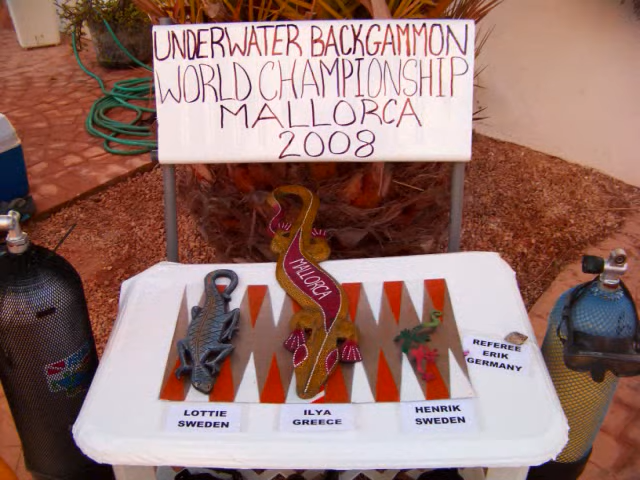 UNDERWATER BACKGAMMON
WORLD CHAMPIONSHIP
MALLORCA
2008
MALLORCA
REFEREE
ERIK
GERMANY
LOTTIE
SWEDEN
ILYA
GREECE
HENRIK
SWEDEN